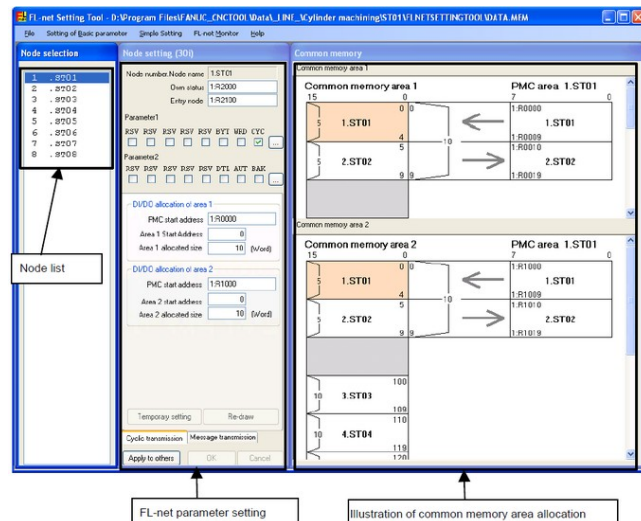 FL-net Setting Tool - D:\Program Files\FANUC_CNCTOOL\Data\_LINE_\Cylinder machining\ST01\FLNETSETTINGTOOL\DATA.MEM
File Setting of Basic parameter Simple Setting FL-net Monitor Help
Node selection
1 .ST01
2 .ST02
3 .ST03
4 .ST04
5 .ST05
6 .ST06
7 .ST07
8 .ST08
Node list
Node setting (30i)
Node number.Node name 1.ST01
Own status 1:R2000
Entry node 1:R2100
Parameter1
RSV RSV RSV RSV RSV BYT WRD CYC
...
Parameter2
RSV RSV RSV RSV RSV DTI AUT BAK
...
DI/DO allocation of area 1
PMC start address 1:R0000
Area 1 Start Address 0
Area 1 allocated size 10 (Word)
DI/DO allocation of area 2
PMC start address 1:R1000
Area 2 start address 0
Area 2 allocated size 10 (Word)
Temporary setting Re-draw
Cyclic transmission Message transmission
Apply to others OK Cancel
FL-net parameter setting
Common memory
Common memory area 1
Common memory area 1 PMC area 1.ST01
15 0 7 0
0 0 1:R0000
5 1.ST01 1.ST01
4 10 1:R0009
5 1:R0010
5 2.ST02 2.ST02
9 9 1:R0019
Common memory area 2
Common memory area 2 PMC area 1.ST01
15 0 7 0
0 0 1:R1000
5 1.ST01 1.ST01
4 10 1:R1009
5 1:R1010
5 2.ST02 2.ST02
9 9 1:R1019
100
10 3.ST03
109
110
10 4.ST04
119
120
Illustration of common memory area allocation